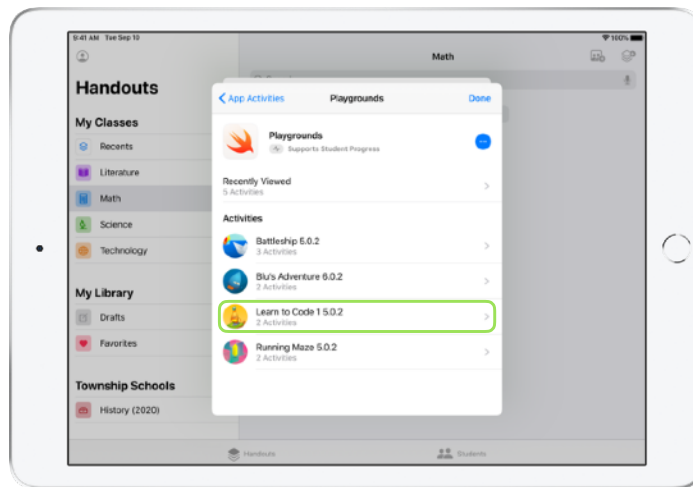 9:41 AM Tue Sep 10
100%
Handouts
My Classes
Recents
Literature
Math
Science
Technology
My Library
Drafts
Favorites
Township Schools
History (2020)
Math
App Activities
Playgrounds
Done
Playgrounds
Supports Student Progress
Recently Viewed
5 Activities
Activities
Battleship 5.0.2
3 Activities
Blu's Adventure 6.0.2
2 Activities
Learn to Code 1 5.0.2
2 Activities
Running Maze 5.0.2
2 Activities
Handouts
Students